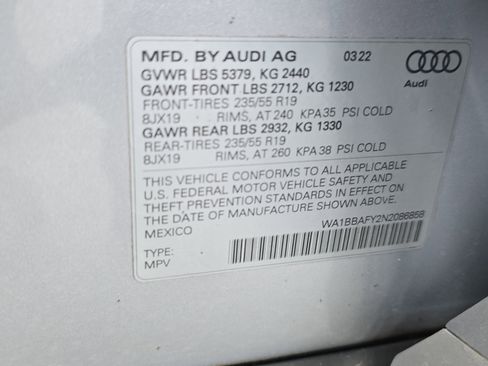 MFD. BY AUDI AG 03.22
GVWR LBS 5379, KG 2440
GAWR FRONT LBS 2712, KG 1230
FRONT-TIRES 235/55 R19
8JX19 RIMS, AT 240 KPA35 PSI COLD
GAWR REAR LBS 2932, KG 1330
REAR-TIRES 235/55 R19
8JX19 RIMS, AT 260 KPA 38 PSI COLD
Audi
THIS VEHICLE CONFORMS TO ALL APPLICABLE
U.S. FEDERAL MOTOR VEHICLE SAFETY AND
THEFT PREVENTION STANDARDS IN EFFECT ON
THE DATE OF MANUFACTURE SHOWN ABOVE.
MEXICO
WA1BBAFY2N2086858
TYPE:
MPV